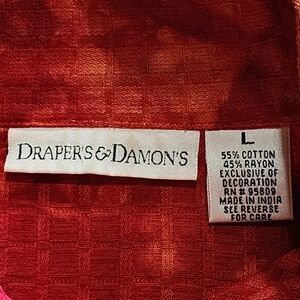 DRAPER'S & DAMON'S
L
55% COTTON
45% RAYON
EXCLUSIVE OF
DECORATION
RN # 95809
MADE IN INDIA
SEE REVERSE
FOR CARE